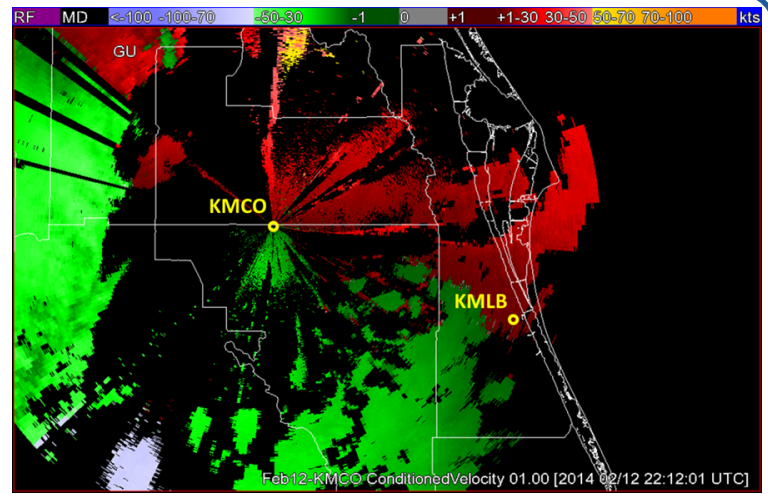 RF MD <-100 -100-70 -50-30 -1 0 +1 +1-30 30-50 50-70 70-100 kts
GU
KMCO
KMLB
Feb12-KMCO ConditionedVelocity 01.00 [2014 02/12 22:12:01 UTC]